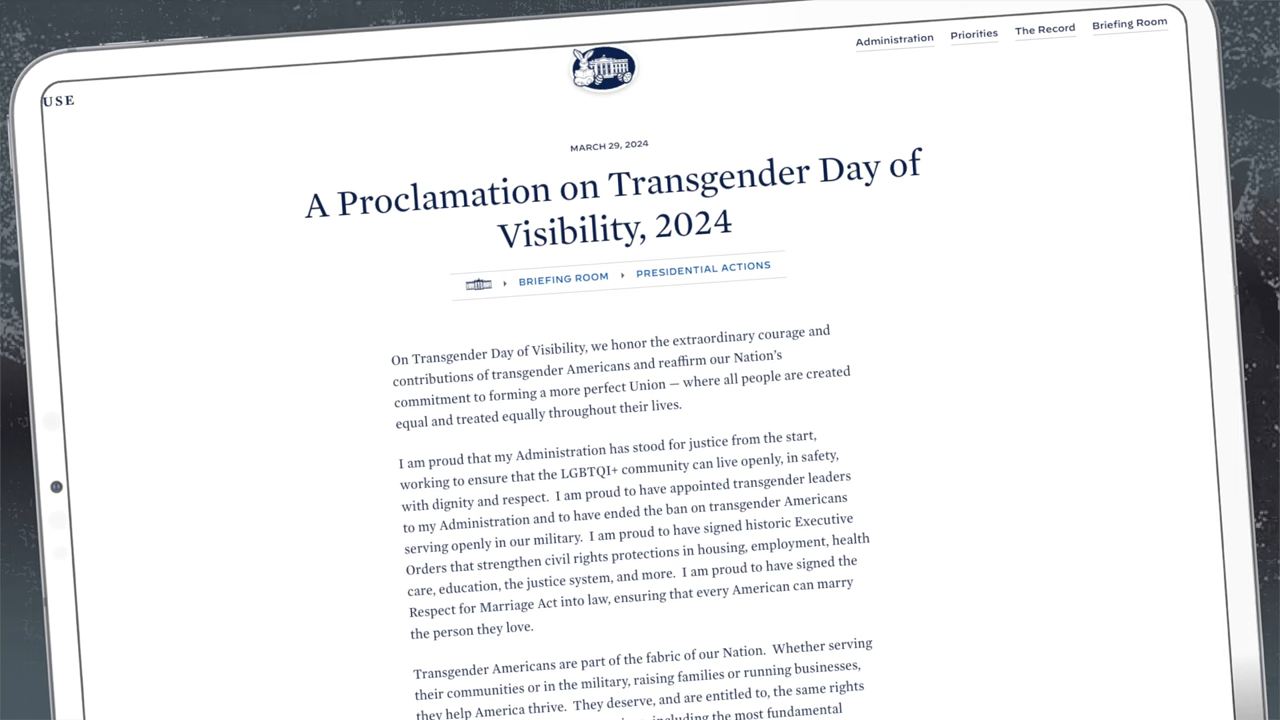 Administration
Priorities
The Record
Briefing Room
USE
MARCH 29, 2024
A Proclamation on Transgender Day of
Visibility, 2024
BRIEFING ROOM
PRESIDENTIAL ACTIONS
On Transgender Day of Visibility, we honor the extraordinary courage and
contributions of transgender Americans and reaffirm our Nation's
commitment to forming a more perfect Union — where all people are created
equal and treated equally throughout their lives.
I am proud that my Administration has stood for justice from the start,
working to ensure that the LGBTQI+ community can live openly, in safety,
with dignity and respect.  I am proud to have appointed transgender leaders
to my Administration and to have ended the ban on transgender Americans
serving openly in our military.  I am proud to have signed historic Executive
Orders that strengthen civil rights protections in housing, employment, health
care, education, the justice system, and more.  I am proud to have signed the
Respect for Marriage Act into law, ensuring that every American can marry
the person they love.
Transgender Americans are part of the fabric of our Nation.  Whether serving
their communities or in the military, raising families or running businesses,
they help America thrive.  They deserve, and are entitled to, the same rights
including the most fundamental